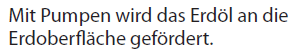 Mit Pumpen wird das Erdöl an die
Erdoberfläche gefördert.